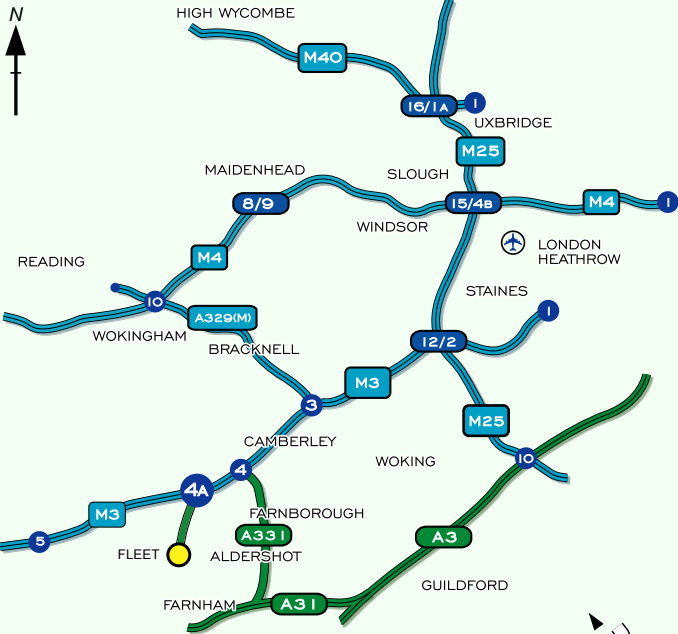 N
HIGH WYCOMBE
M40
16/1A
1
UXBRIDGE
M25
MAIDENHEAD
SLOUGH
8/9
15/4B
M4
1
WINDSOR
LONDON
HEATHROW
M4
READING
STAINES
10
A329(M)
1
WOKINGHAM
BRACKNELL
12/2
M3
3
M25
CAMBERLEY
WOKING
10
4
4A
M3
FARNBOROUGH
A331
A3
5
FLEET
ALDERSHOT
GUILDFORD
FARNHAM
A31